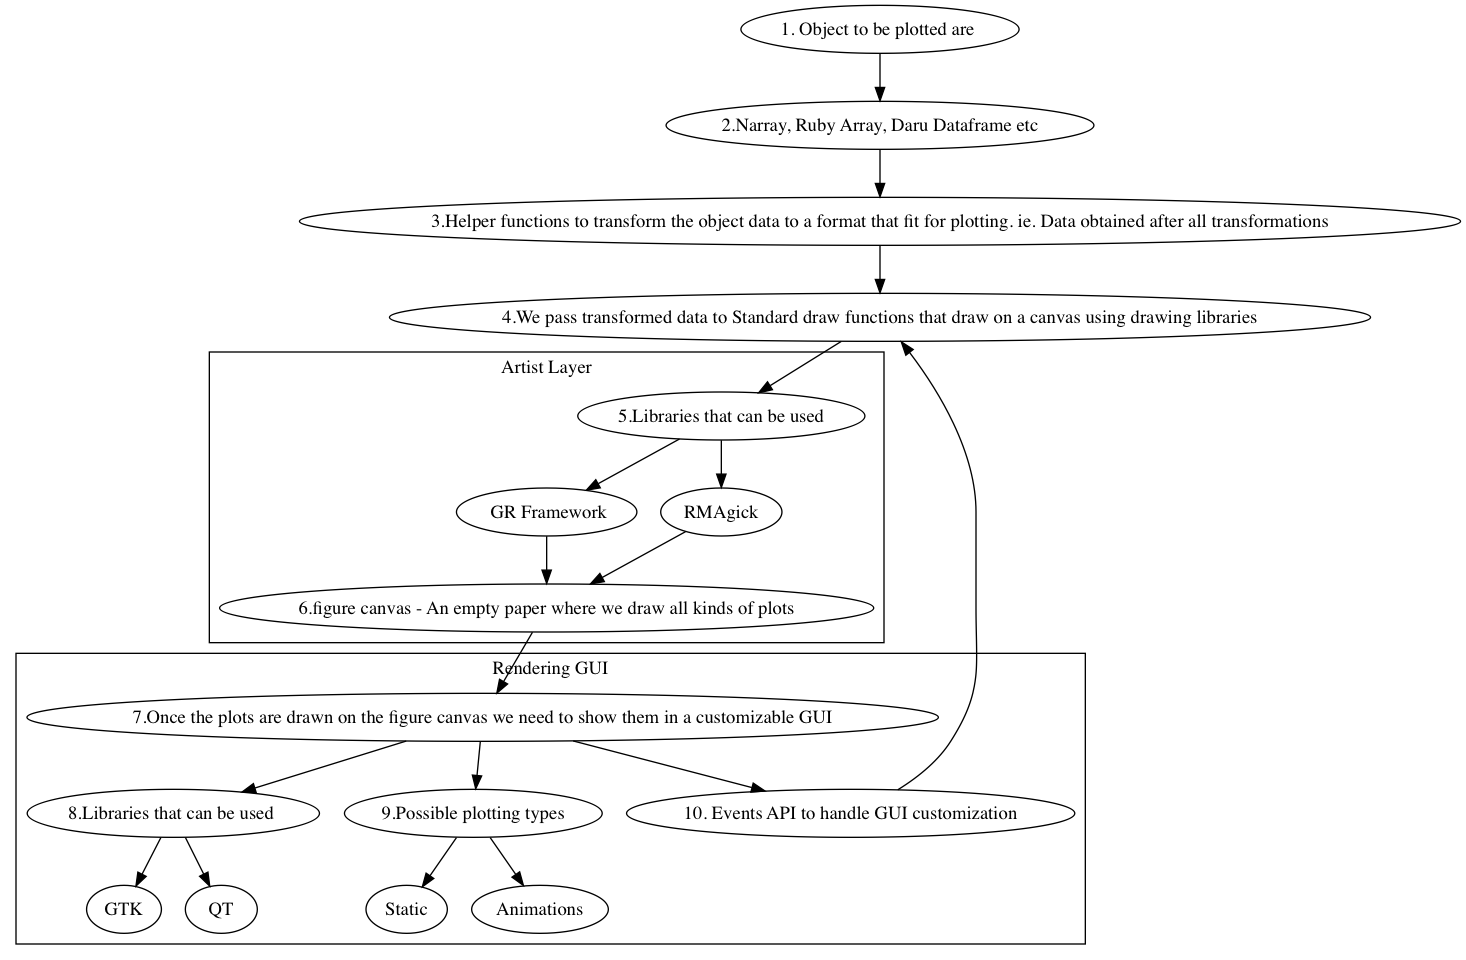 1. Object to be plotted are
2.Narray, Ruby Array, Daru Dataframe etc
3.Helper functions to transform the object data to a format that fit for plotting. ie. Data obtained after all transformations
4.We pass transformed data to Standard draw functions that draw on a canvas using drawing libraries
Artist Layer
5.Libraries that can be used
GR Framework
RMAgick
6.figure canvas - An empty paper where we draw all kinds of plots
Rendering GUI
7.Once the plots are drawn on the figure canvas we need to show them in a customizable GUI
8.Libraries that can be used
9.Possible plotting types
10. Events API to handle GUI customization
GTK
QT
Static
Animations